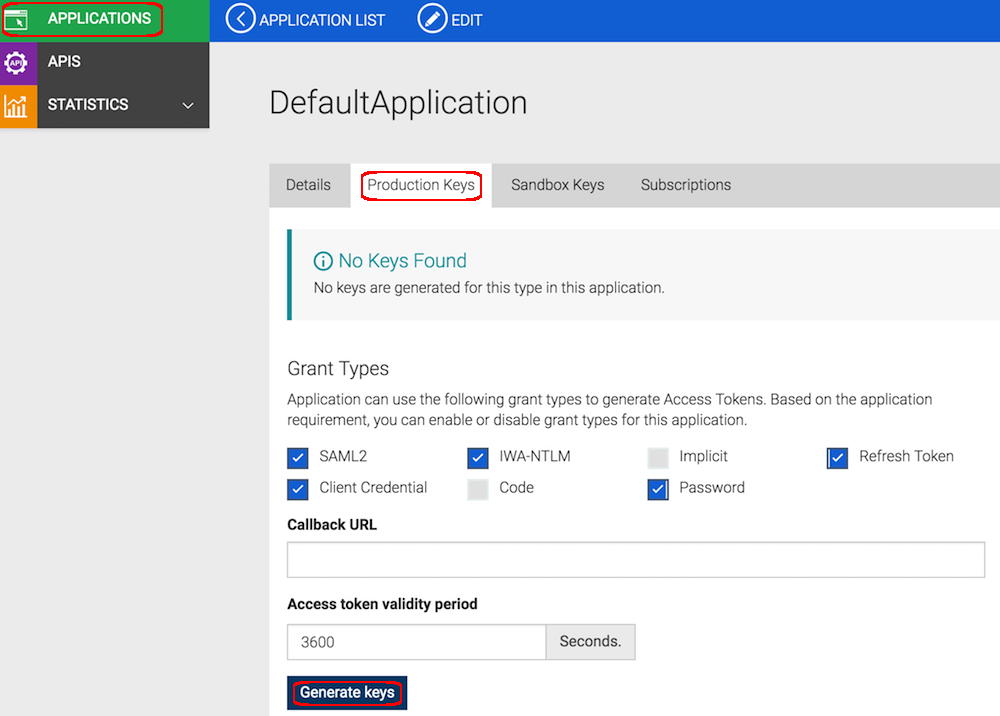 APPLICATIONS
APPLICATION LIST
EDIT
API
APIS
STATISTICS
DefaultApplication
Details
Production Keys
Sandbox Keys
Subscriptions
No Keys Found
No keys are generated for this type in this application.
Grant Types
Application can use the following grant types to generate Access Tokens. Based on the application
requirement, you can enable or disable grant types for this application.
SAML2
IWA-NTLM
Implicit
Refresh Token
Client Credential
Code
Password
Callback URL
Access token validity period
3600
Seconds.
Generate keys